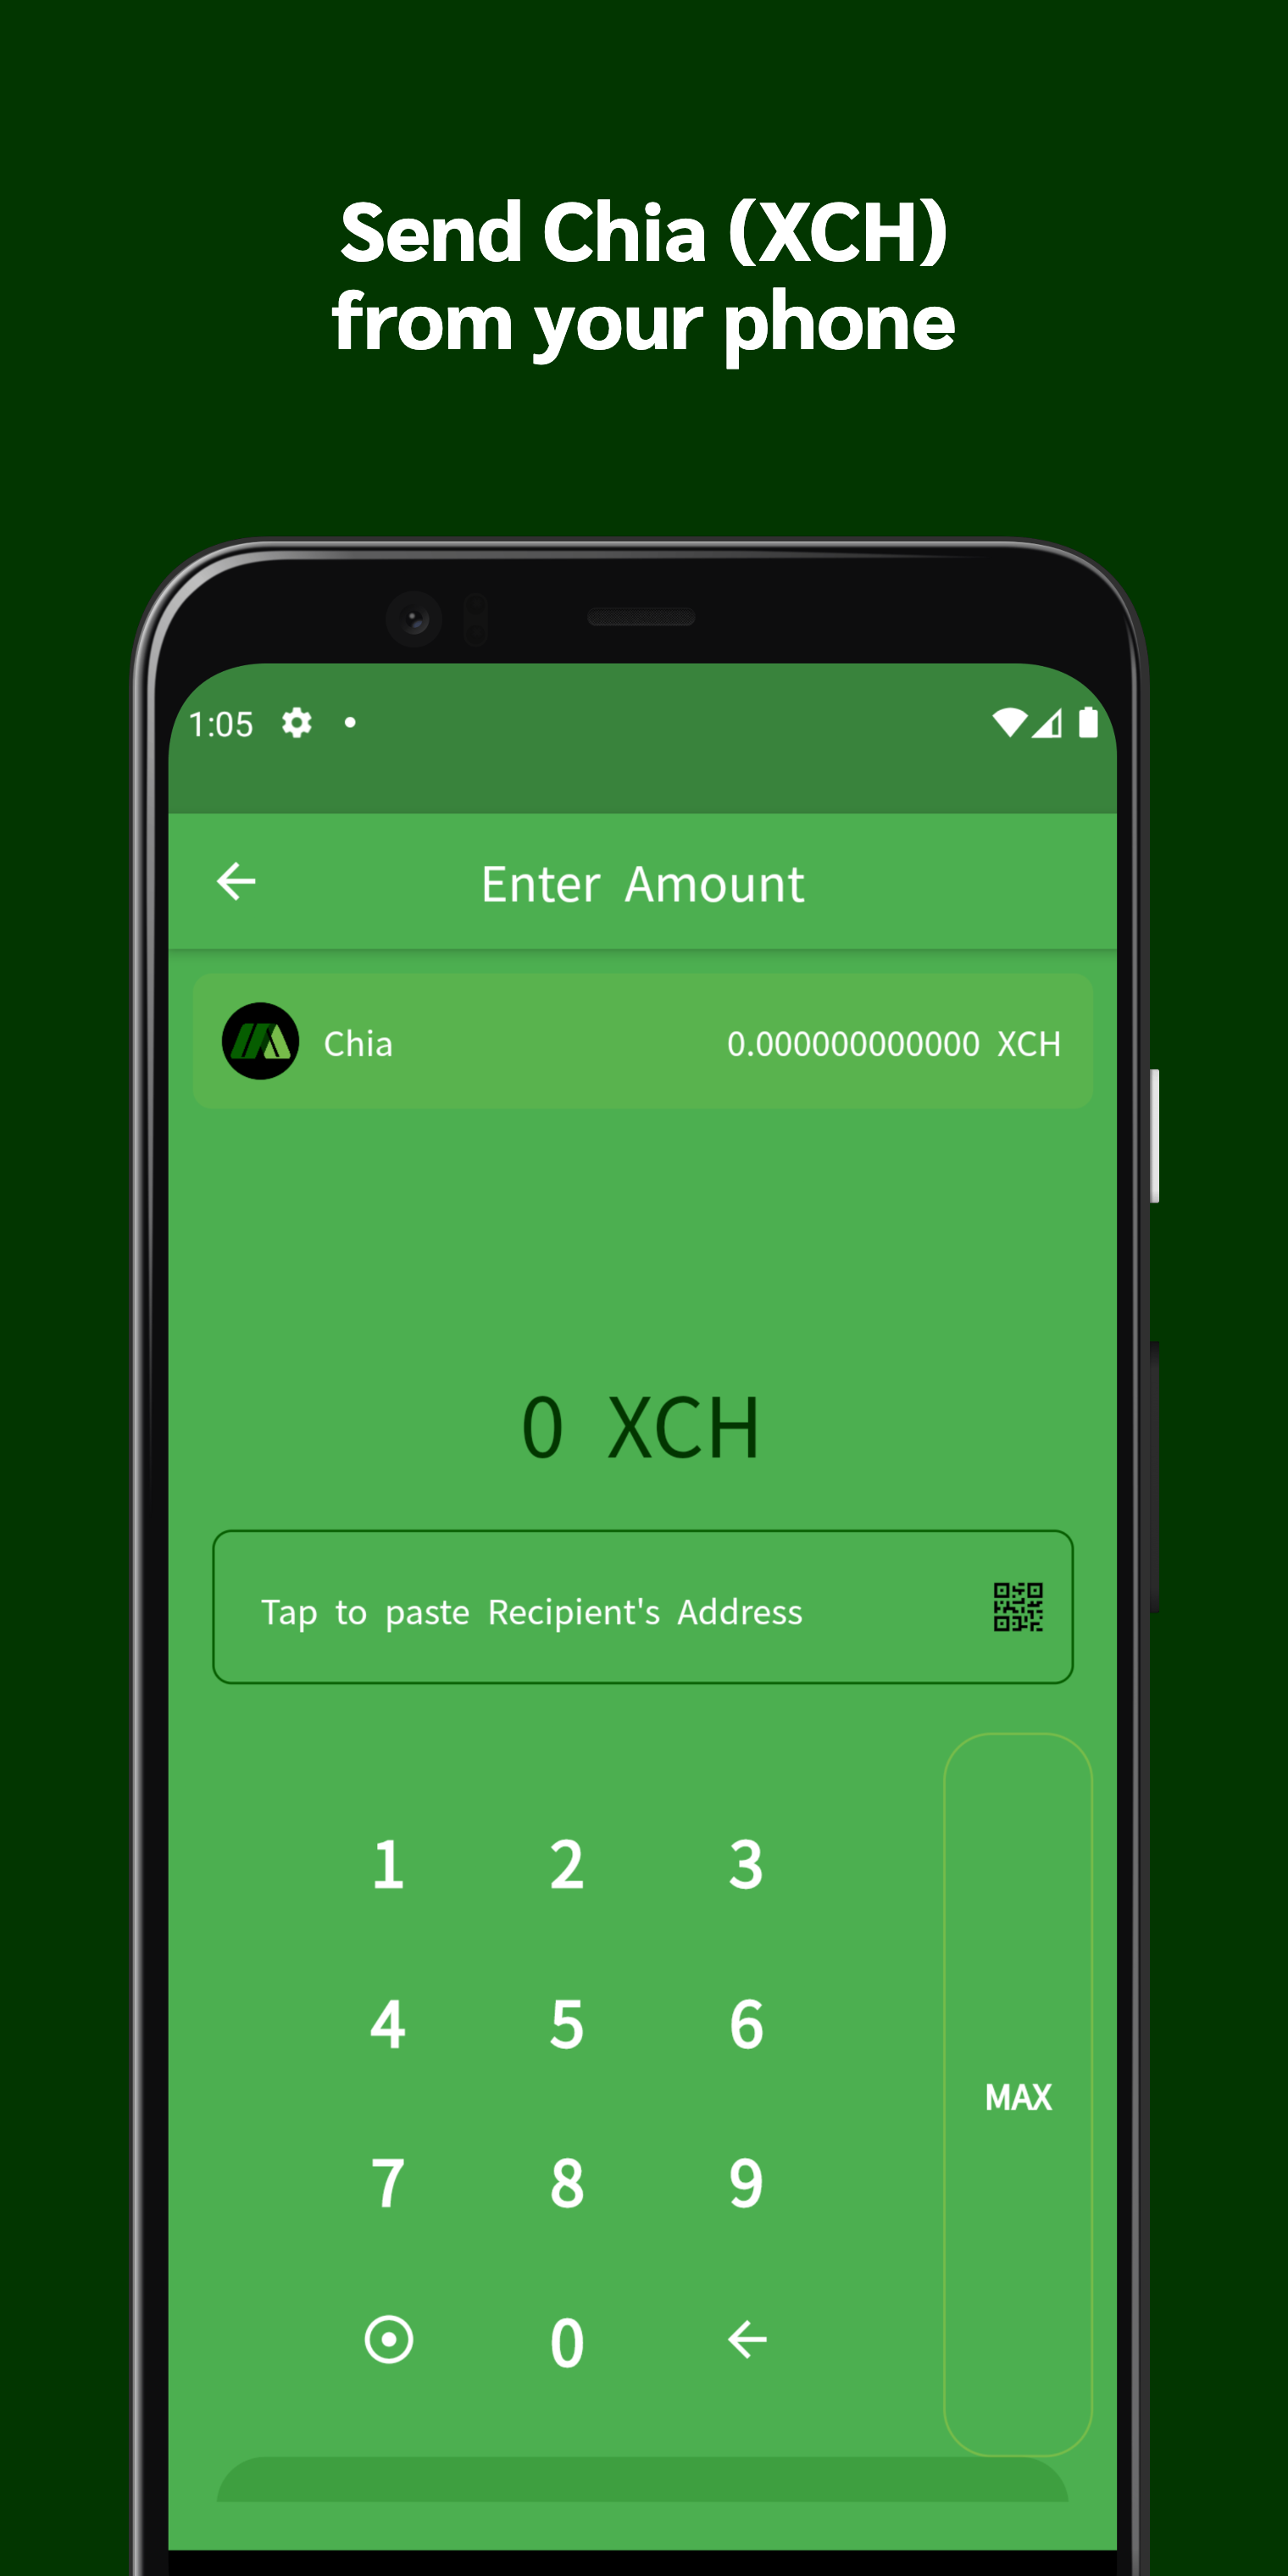 Send Chia (XCH)
from your phone
1:05
Enter Amount
Chia 0.000000000000 XCH
0 XCH
Tap to paste Recipient's Address
1 2 3
4 5 6
MAX
7 8 9
0